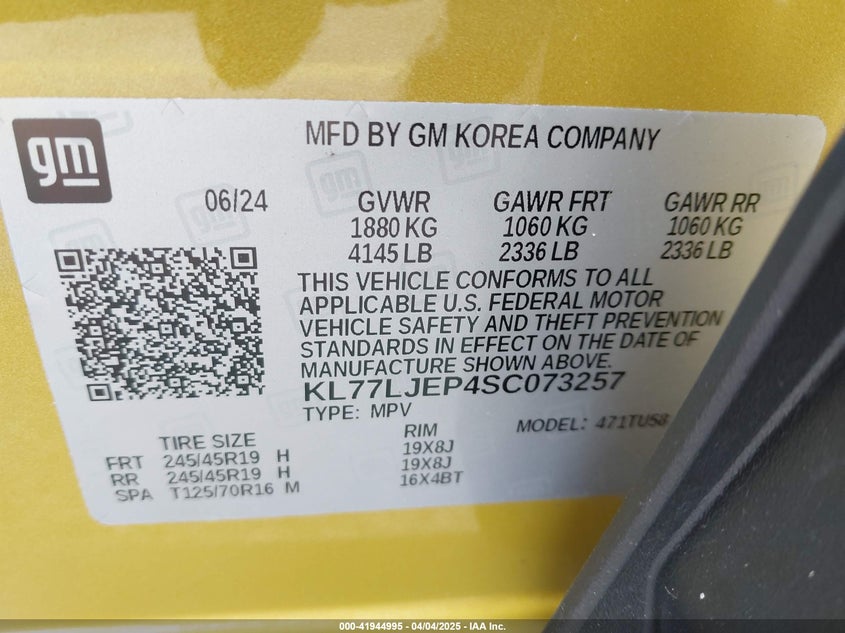 gm
MFD BY GM KOREA COMPANY
06/24 GVWR GAWR FRT GAWR RR
1880 KG 1060 KG 1060 KG
4145 LB 2336 LB 2336 LB
THIS VEHICLE CONFORMS TO ALL
APPLICABLE U.S. FEDERAL MOTOR
VEHICLE SAFETY AND THEFT PREVENTION
STANDARDS IN EFFECT ON THE DATE OF
MANUFACTURE SHOWN ABOVE.
KL77LJEP4SC073257
TYPE: MPV MODEL: 471TU58
TIRE SIZE RIM
FRT 245/45R19 H 19X8J
RR 245/45R19 H 19X8J
SPA T125/70R16 M 16X4BT
000-41944995 - 04/04/2025 - IAA Inc.